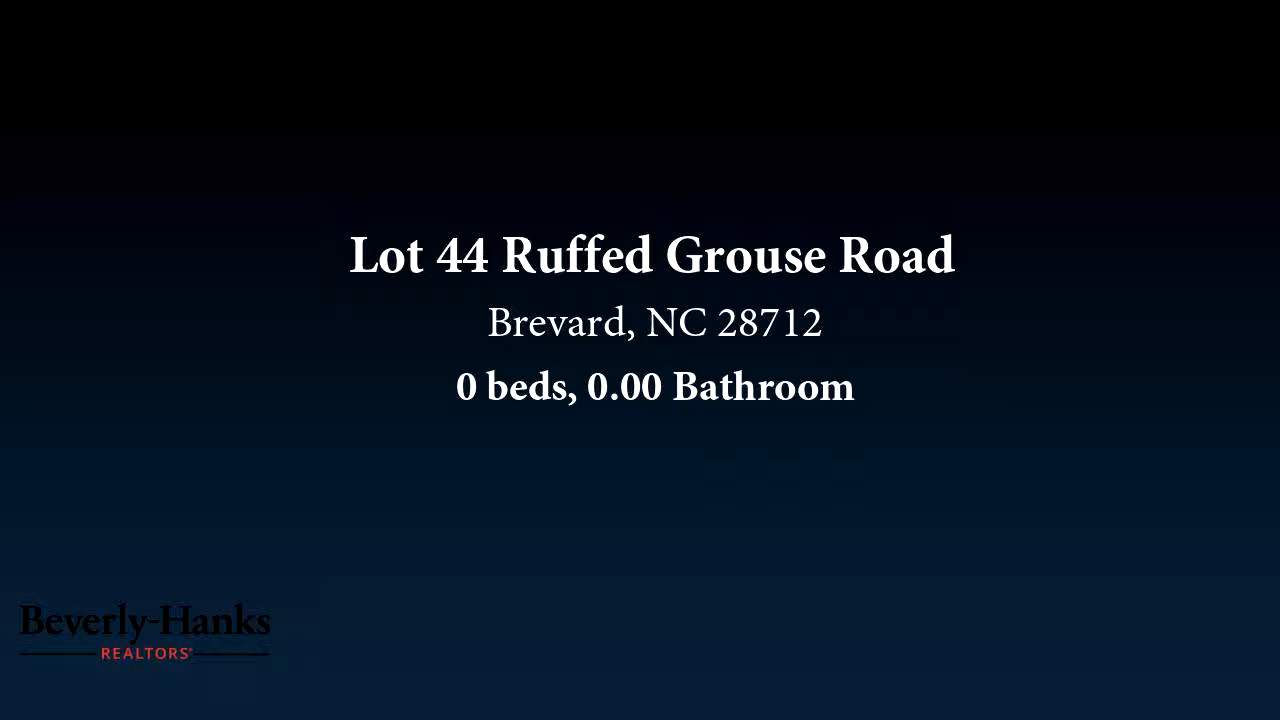 Lot 44 Ruffed Grouse Road
Brevard, NC 28712
0 beds, 0.00 Bathroom
Beverly-Hanks
REALTORS®